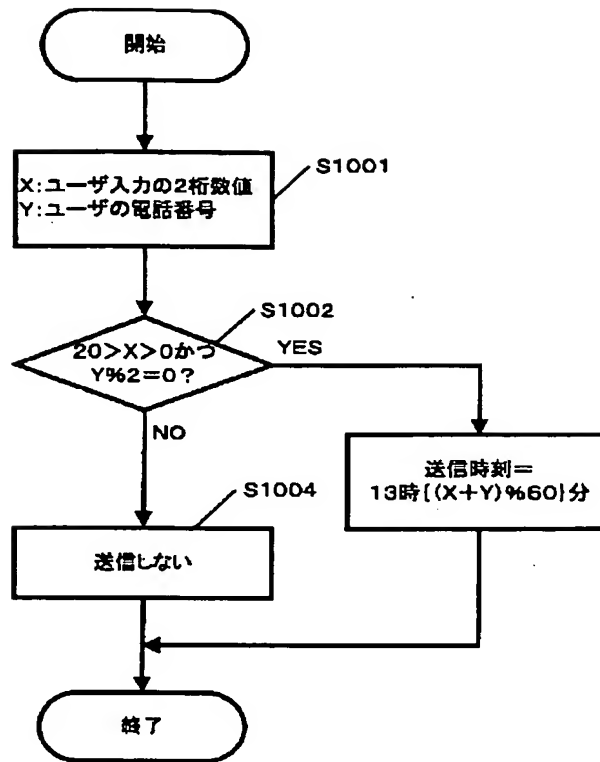 開始
S1001
X:ユーザ入力の2桁数値
Y:ユーザの電話番号
S1002
20>X>0かつ
Y%2=0?
YES
NO
送信時刻=
13時{(X+Y)%60}分
S1004
送信しない
終了